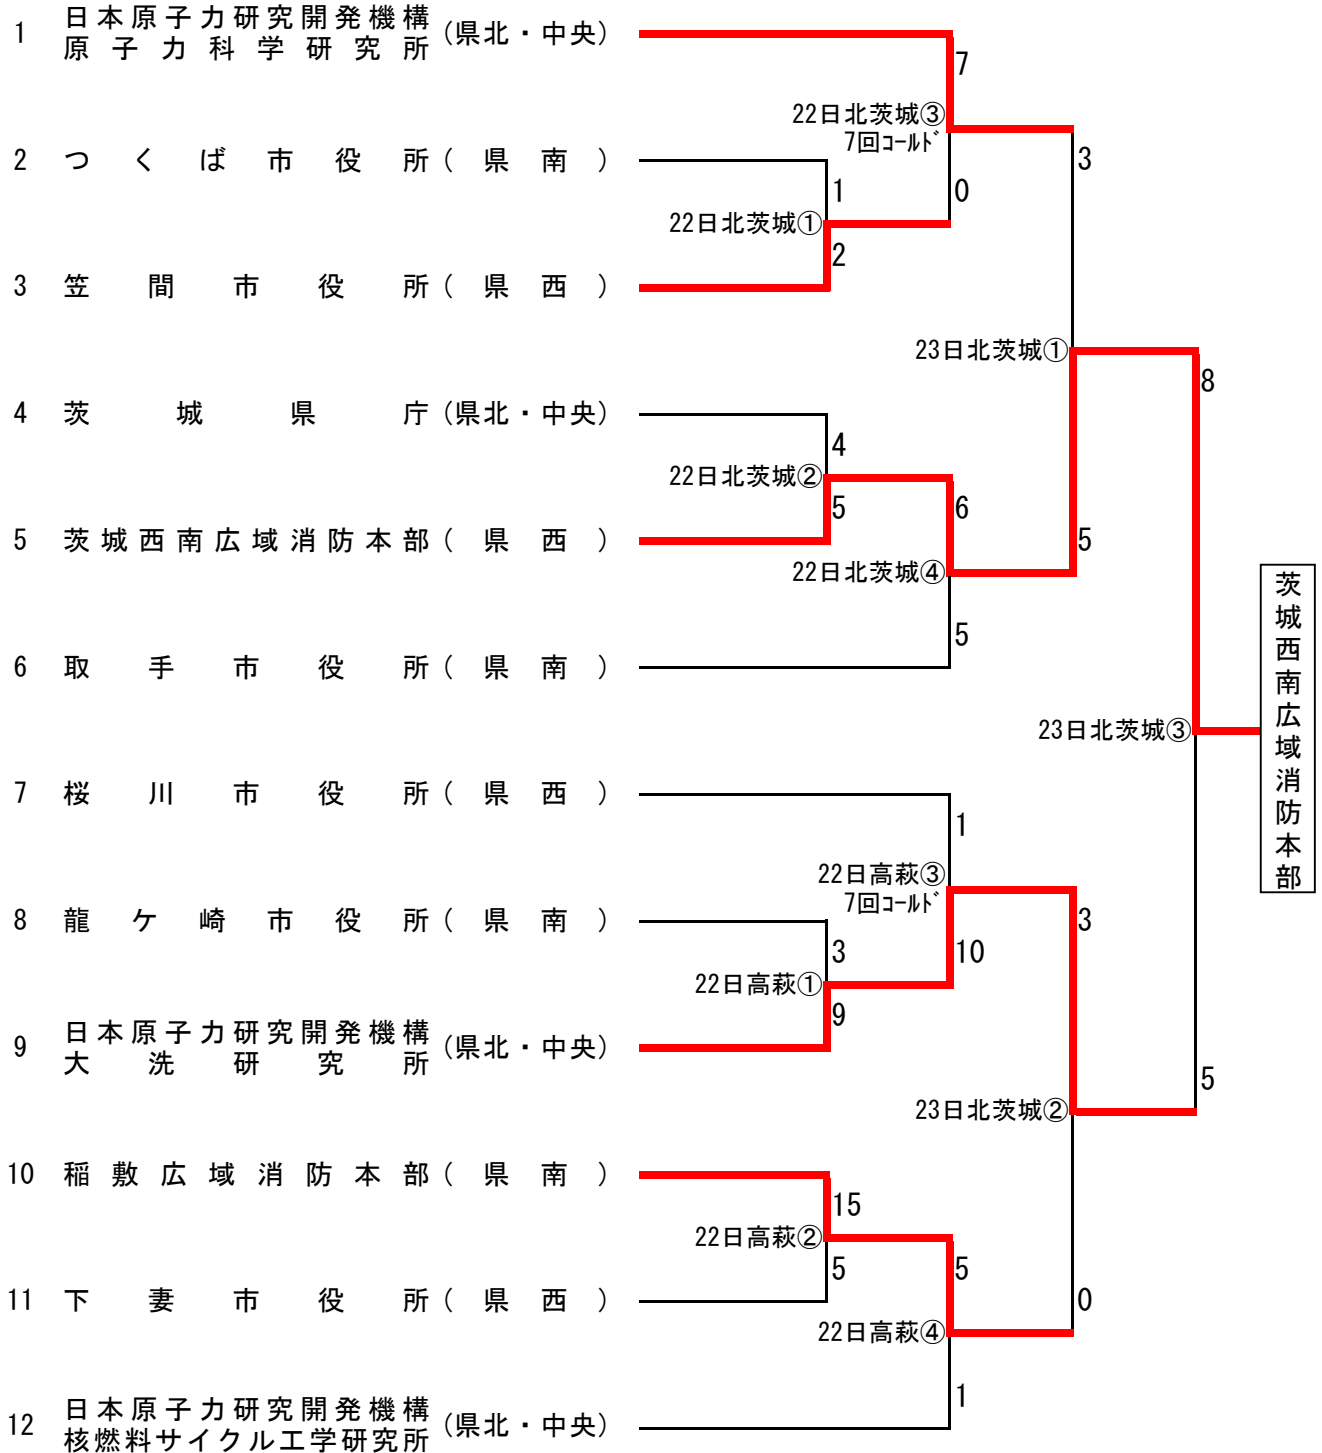 1 日本原子力研究開発機構 (県北・中央)
原子力科学研究所
7
22日北茨城③
7回コールド
2 つくば市役所(県南)
3
1
0
22日北茨城①
2
3 笠間市役所(県西)
23日北茨城①
8
4 茨城県庁(県北・中央)
4
22日北茨城②
5
6
5 茨城西南広域消防本部(県西)
5
22日北茨城④
5
6 取手市役所(県南)
茨城西南広域消防本部
23日北茨城③
7 桜川市役所(県西)
1
22日高萩③
7回コールド
8 龍ケ崎市役所(県南)
3
3
10
22日高萩①
9
9 日本原子力研究開発機構 (県北・中央)
大洗研究所
5
23日北茨城②
10 稲敷広域消防本部(県南)
15
22日高萩②
5
5
11 下妻市役所(県西)
0
22日高萩④
1
12 日本原子力研究開発機構 (県北・中央)
核燃料サイクル工学研究所